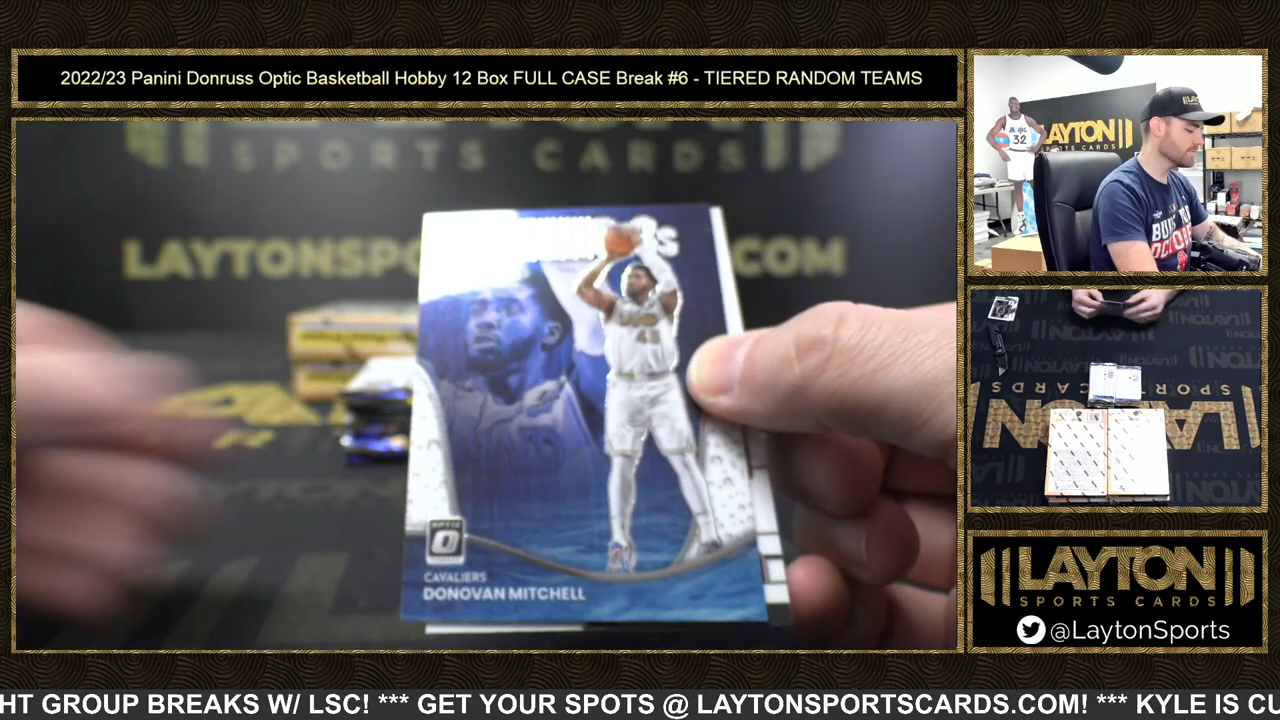 2022/23 Panini Donruss Optic Basketball Hobby 12 Box FULL CASE Break #6 - TIERED RANDOM TEAMS
SPORTS CARDS
LAYTONSPO
COM
OPTIC
CAVALIERS
DONOVAN MITCHELL
LAYTON
SPORTS CARDS
32
LAYTON
SPORTS CARDS
@LaytonSports
HT GROUP BREAKS W/ LSC! *** GET YOUR SPOTS @ LAYTONSPORTSCARDS.COM! *** KYLE IS CU